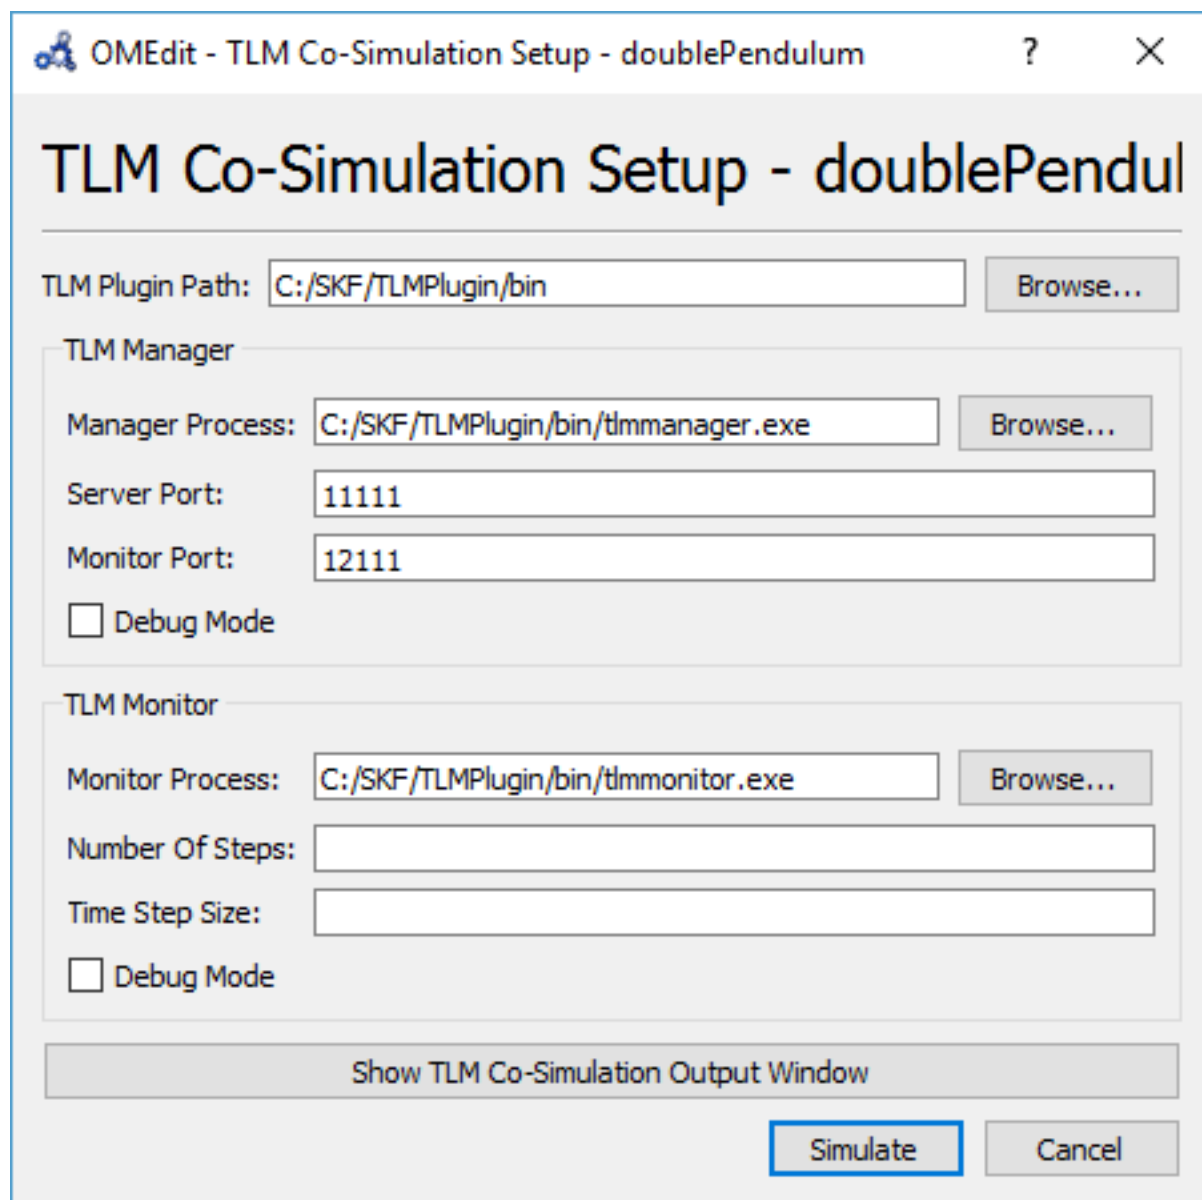 OMEdit - TLM Co-Simulation Setup - doublePendulum ? ×
TLM Co-Simulation Setup - doublePendul
TLM Plugin Path: C:/SKF/TLMPlugin/bin Browse...
TLM Manager
Manager Process: C:/SKF/TLMPlugin/bin/tlmmanager.exe Browse...
Server Port: 11111
Monitor Port: 12111
Debug Mode
TLM Monitor
Monitor Process: C:/SKF/TLMPlugin/bin/tlmmonitor.exe Browse...
Number Of Steps:
Time Step Size:
Debug Mode
Show TLM Co-Simulation Output Window
Simulate Cancel